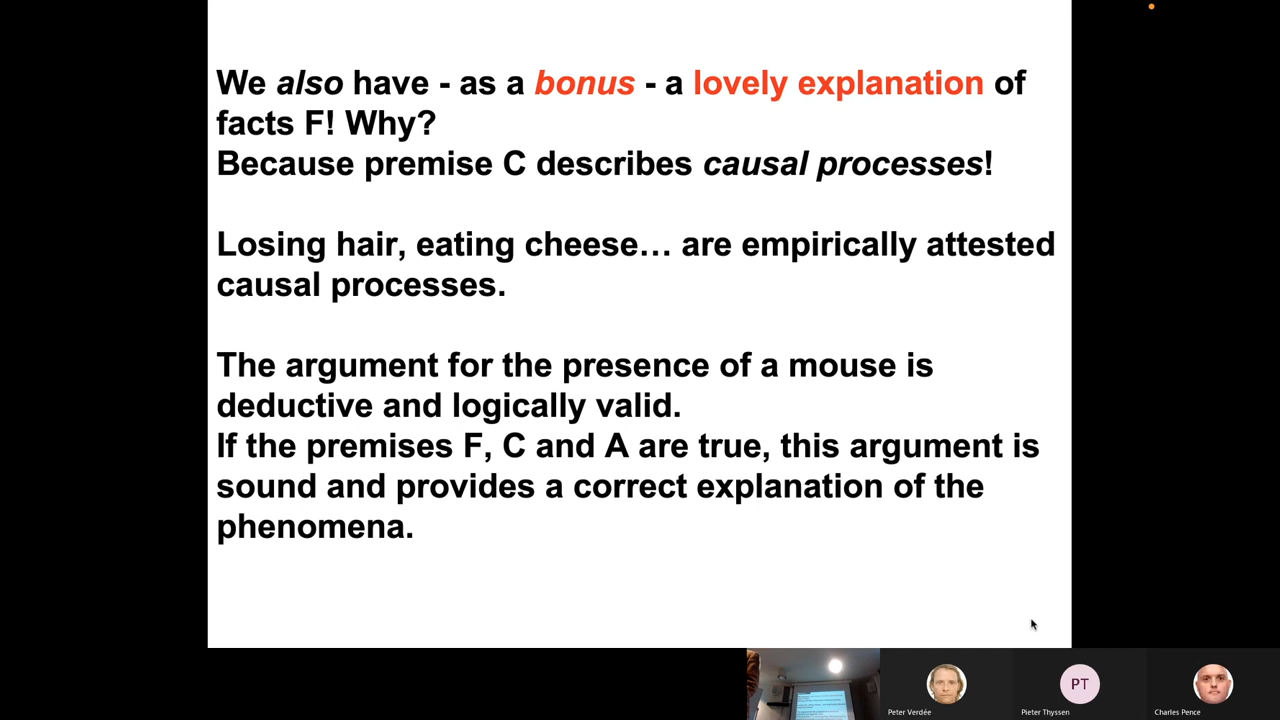 We also have - as a bonus - a lovely explanation of
facts F! Why?
Because premise C describes causal processes!
Losing hair, eating cheese… are empirically attested
causal processes.
The argument for the presence of a mouse is
deductive and logically valid.
If the premises F, C and A are true, this argument is
sound and provides a correct explanation of the
phenomena.
PT
Peter Verdée
Pieter Thyssen
Charles Pence